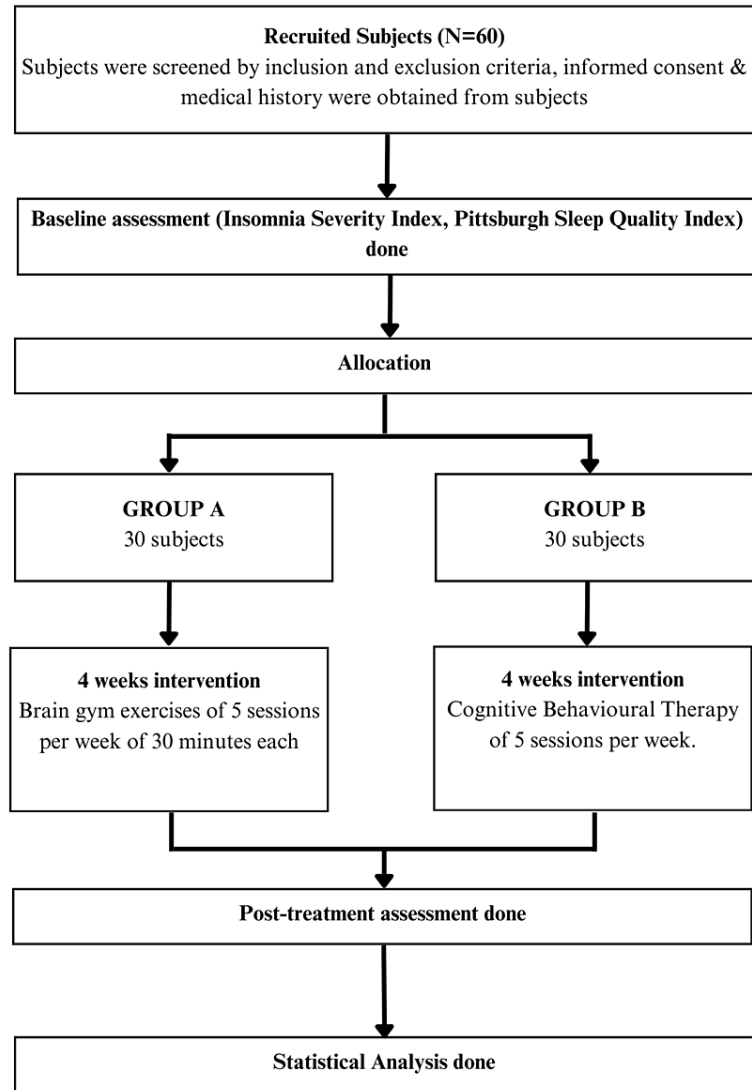 Recruited Subjects (N=60)
Subjects were screened by inclusion and exclusion criteria, informed consent &
medical history were obtained from subjects
Baseline assessment (Insomnia Severity Index, Pittsburgh Sleep Quality Index)
done
Allocation
GROUP A
30 subjects
GROUP B
30 subjects
4 weeks intervention
Brain gym exercises of 5 sessions
per week of 30 minutes each
4 weeks intervention
Cognitive Behavioural Therapy
of 5 sessions per week.
Post-treatment assessment done
Statistical Analysis done